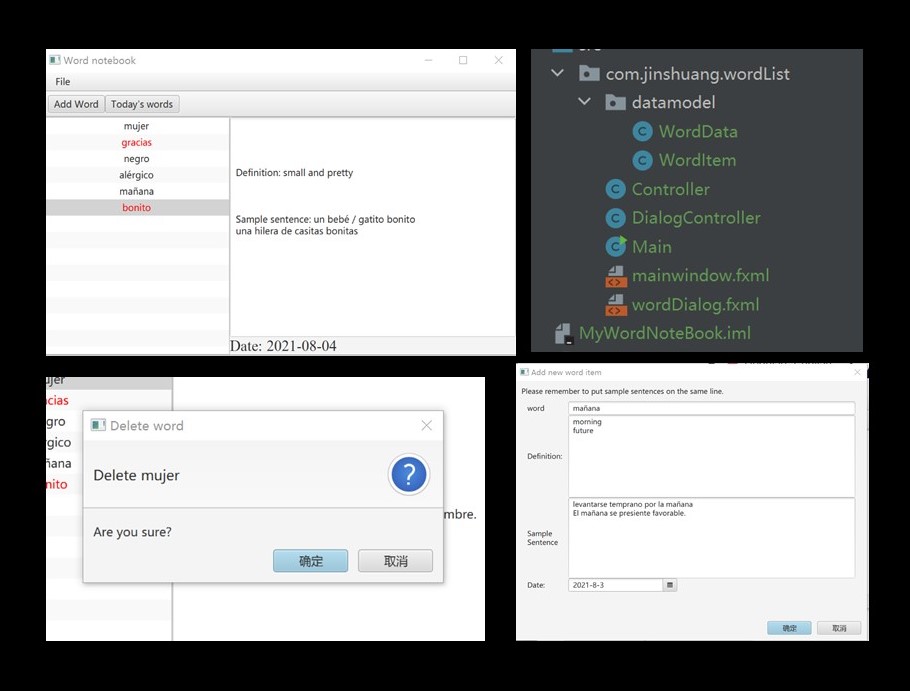 Word notebook
File
Add Word Today's words
mujer
gracias
negro
alérgico
mañana
bonito
Definition: small and pretty
Sample sentence: un bebé / gatito bonito
una hilera de casitas bonitas
Date: 2021-08-04
com.jinshuang.wordList
datamodel
WordData
WordItem
Controller
DialogController
Main
mainwindow.fxml
wordDialog.fxml
MyWordNoteBook.iml
ujer
cias
gro
rgico
ñana
nito
Delete word
Delete mujer
Are you sure?
确定 取消
mbre.
Add new word item
Please remember to put sample sentences on the same line.
word mañana
Definition:
morning
future
Sample
Sentence
levantarse temprano por la mañana
El mañana se presiente favorable.
Date: 2021-8-3
确定 取消